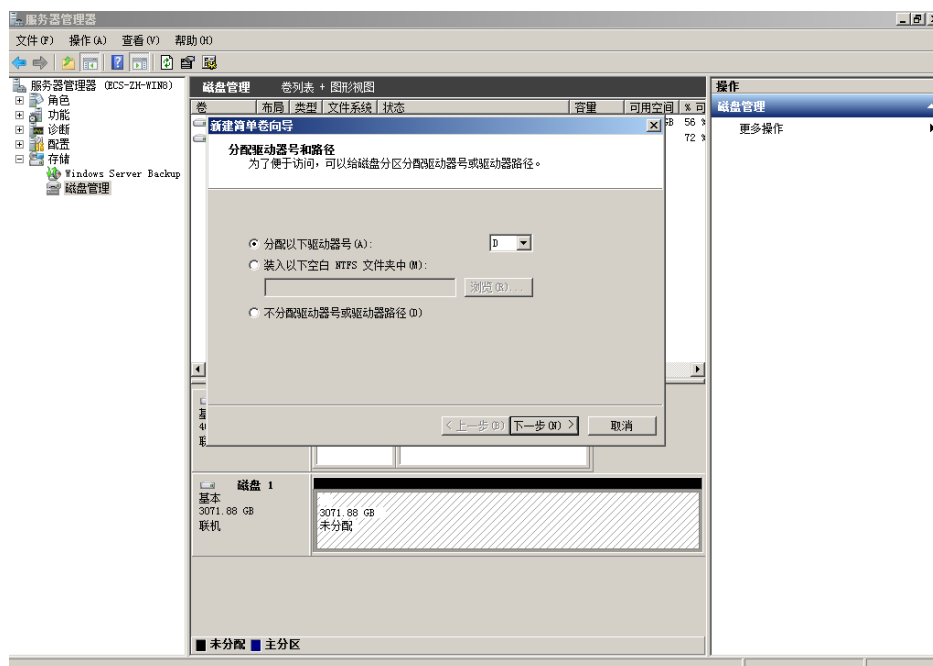 服务器管理器
文件(F) 操作(A) 查看(V) 帮助(H)
服务器管理器 (ECS-ZH-WIN8)
角色
功能
诊断
配置
存储
Windows Server Backup
磁盘管理
磁盘管理 卷列表 + 图形视图
卷 布局 类型 文件系统 状态 容量 可用空间 % 可
GB 56 %
72 %
新建简单卷向导
分配驱动器号和路径
为了便于访问，可以给磁盘分区分配驱动器号或驱动器路径。
分配以下驱动器号(A): D
装入以下空白 NTFS 文件夹中(M):
浏览(R)...
不分配驱动器号或驱动器路径(D)
<上一步(B) 下一步(N) > 取消
磁盘 1
基本
3071.88 GB
联机
3071.88 GB
未分配
未分配 主分区
操作
磁盘管理
更多操作